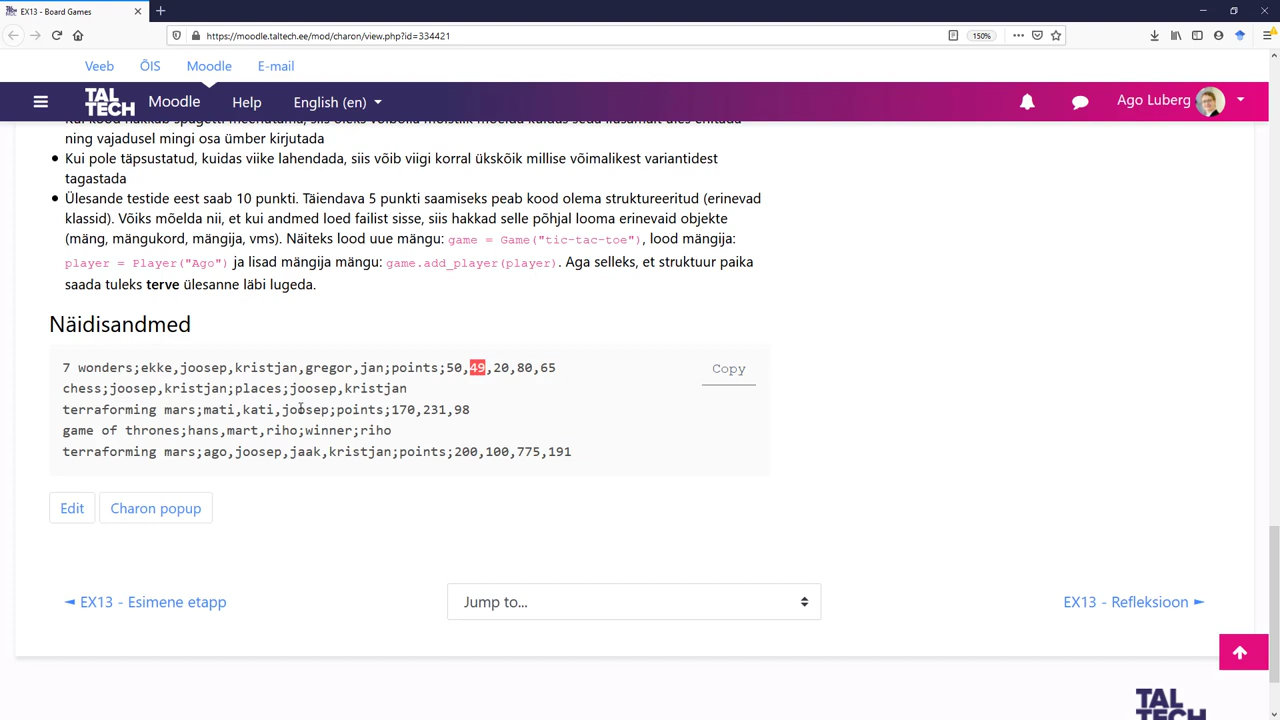 EX13 - Board Games
https://moodle.taltech.ee/mod/charon/view.php?id=334421
150%
Veeb ÕIS Moodle E-mail
TAL TECH Moodle Help English (en) Ago Luberg
ning vajadusel mingi osa ümber kirjutada
Kui pole täpsustatud, kuidas viike lahendada, siis võib viigi korral ükskõik millise võimalikest variantidest
tagastada
Ülesande testide eest saab 10 punkti. Täiendava 5 punkti saamiseks peab kood olema struktureeritud (erinevad
klassid). Võiks mõelda nii, et kui andmed loed failist sisse, siis hakkad selle põhjal looma erinevaid objekte
(mäng, mängukord, mängija, vms). Näiteks lood uue mängu: game = Game("tic-tac-toe"), lood mängija:
player = Player("Ago") ja lisad mängija mängu: game.add_player(player). Aga selleks, et struktuur paika
saada tuleks terve ülesanne läbi lugeda.
Näidisandmed
7 wonders;ekke,joosep,kristjan,gregor,jan;points;50,49,20,80,65
Copy
chess;joosep,kristjan;places;joosep,kristjan
terraforming mars;mati,kati,joosep;points;170,231,98
game of thrones;hans,mart,riho;winner;riho
terraforming mars;ago,joosep,jaak,kristjan;points;200,100,775,191
Edit Charon popup
◄ EX13 - Esimene etapp Jump to... EX13 - Refleksioon ►
TAL
TECH